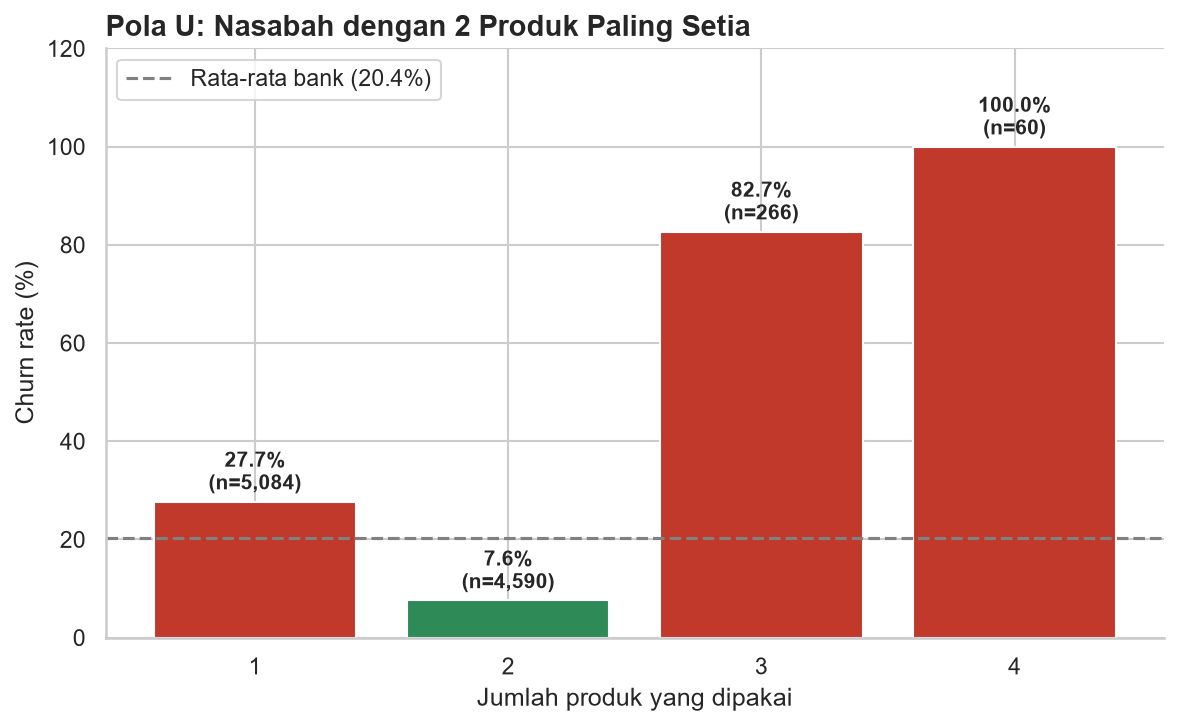 Pola U: Nasabah dengan 2 Produk Paling Setia
Rata-rata bank (20.4%)
120
100
80
60
40
20
0
Churn rate (%)
27.7%
(n=5,084)
7.6%
(n=4,590)
82.7%
(n=266)
100.0%
(n=60)
1
2
3
4
Jumlah produk yang dipakai